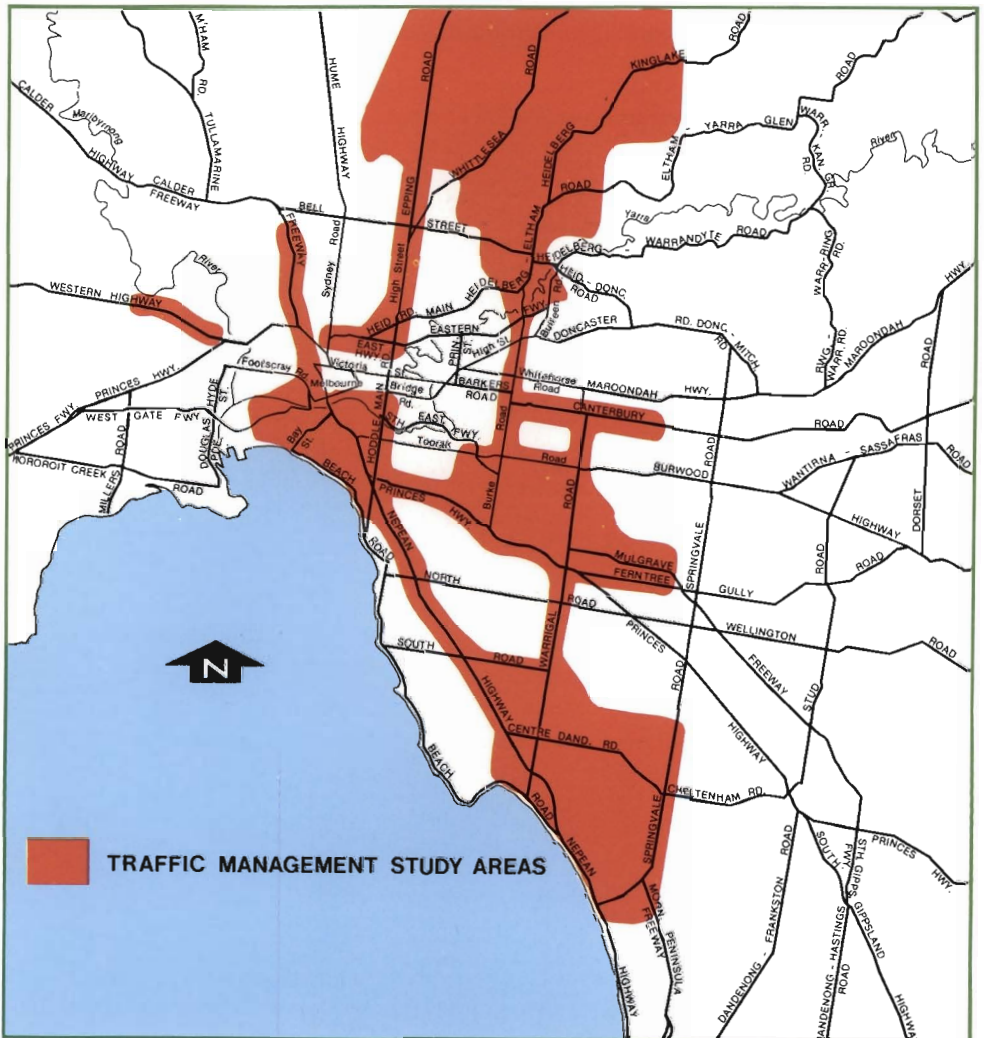 M'HAM
RD.
TULLAMARINE
HUME
HIGHWAY
ROAD
ROAD
ROAD
KINGLAKE
ROAD
CALDER
HIGHWAY
Maribyrnong
CALDER
FREEWAY
WHITTLESEA
HEIDELBERG
ROAD
ELTHAM
YARRA GLEN
WARR.
KAN
GR.
RD
River
EPPING
BELL
STREET
FREEWAY
Road
Sydney
High Street
ELTHAM
Yarra
HEIDELBERG
WARRANDYTE ROAD
WARR-RING
RD.
HWY.
River
WESTERN HIGHWAY
HEIDELBERG
HEID. DONC.
ROAD
HEID RD. MAIN
EASTERN
FWY
Bulleen
Rd
PRIN
ST.
High St
DONCASTER
RD. DONC.
MITCH
RD
RING.
WARR. RD.
MAROONDAH
ROAD
EAST
HWY.
RD.
PRINCES HWY.
Footscray Rd
Victoria
St
Melbourne
Bridge
Rd.
BARKERS
ROAD
Whitehorse
Road
MAROONDAH HWY.
HYDE
ST.
PRINCES FWY
WEST GATE FWY
DOUGLAS
PDE.
MILLERS
ROAD
KOROROIT CREEK
ROAD
Bay
St.
HODDLE MAIN
STH.
EAST.
FWY.
Toorak
Road
CANTERBURY
ROAD
Road
BURWOOD
ROAD
WANTIRNA - SASSAFRAS
ROAD
HIGHWAY
DORSET
BEACH
ROAD
PRINCES
HWY.
NEPEAN
Burke
ROAD
MULGRAVE
FERNTREE
GULLY
ROAD
ROAD
SPRINGVALE
NORTH
ROAD
PRINCES
WELLINGTON
ROAD
SOUTH
ROAD
WARRIGAL
ROAD
FREEWAY
STUD
N
HIGHWAY
HIGHWAY
CENTRE DAND. RD
BEACH
ROAD
CHELTENHAM RD.
NEPEAN
SPRINGVALE
ROAD
SOUTH
FWY.
STH. GIPPS.
PRINCES
HWY.
TRAFFIC MANAGEMENT STUDY AREAS
MORN. PENINSULA
FREEWAY
DANDENONG - FRANKSTON
DANDENONG - HASTINGS
ROAD
GIPPSLAND
HIGHWAY
HIGHWAY